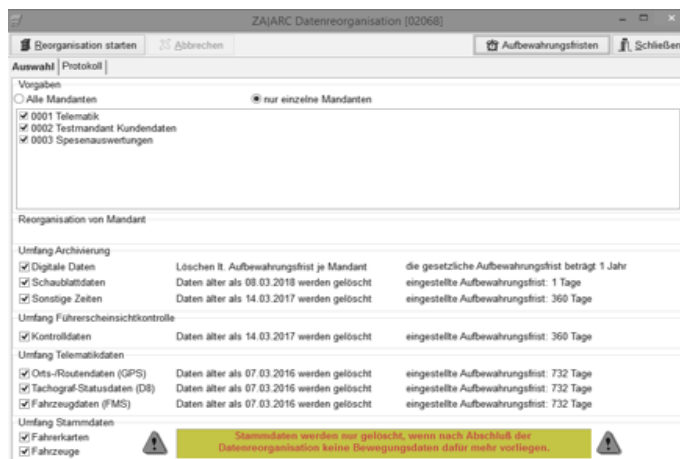 ZA|ARC Datenreorganisation [02068]
Reorganisation starten Abbrechen Aufbewahrungsfristen Schließen
Auswahl Protokoll
Vorgaben
Alle Mandanten nur einzelne Mandanten
0001 Telematik
0002 Testmandant Kundendaten
0003 Spesenauswertungen
Reorganisation von Mandant
Umfang Archivierung
Digitale Daten Löschen lt. Aufbewahrungsfrist je Mandant die gesetzliche Aufbewahrungsfrist beträgt 1 Jahr
Schaublattdaten Daten älter als 08.03.2018 werden gelöscht eingestellte Aufbewahrungsfrist: 1 Tage
Sonstige Zeiten Daten älter als 14.03.2017 werden gelöscht eingestellte Aufbewahrungsfrist: 360 Tage
Umfang Führerscheinsichtkontrolle
Kontrolldaten Daten älter als 14.03.2017 werden gelöscht eingestellte Aufbewahrungsfrist: 360 Tage
Umfang Telematikdaten
Orts-/Routendaten (GPS) Daten älter als 07.03.2016 werden gelöscht eingestellte Aufbewahrungsfrist: 732 Tage
Tachograf-Statusdaten (D8) Daten älter als 07.03.2016 werden gelöscht eingestellte Aufbewahrungsfrist: 732 Tage
Fahrzeugdaten (FMS) Daten älter als 07.03.2016 werden gelöscht eingestellte Aufbewahrungsfrist: 732 Tage
Umfang Stammdaten
Fahrerkarten
Fahrzeuge
Stammdaten werden nur gelöscht, wenn nach Abschluß der
Datenreorganisation keine Bewegungsdaten dafür mehr vorliegen.